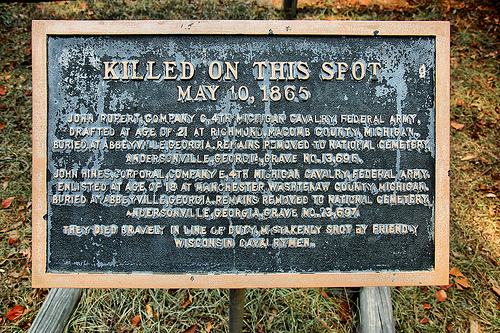 KILLED ON THIS SPOT
MAY 10, 1865
JOHN RUPERT, COMPANY C, 4TH MICHIGAN CAVALRY, FEDERAL ARMY,
DRAFTED AT AGE OF 21 AT RICHMOND, MACOMB COUNTY, MICHIGAN.
BURIED AT ABBEYVILLE, GEORGIA, REMAINS REMOVED TO NATIONAL CEMETERY,
ANDERSONVILLE, GEORGIA, GRAVE NO. 13,696.
JOHN HINES, CORPORAL, COMPANY E, 4TH MICHIGAN CAVALRY, FEDERAL ARMY,
ENLISTED AT AGE OF 18 AT MANCHESTER, WASHTENAW COUNTY, MICHIGAN,
BURIED AT ABBEYVILLE, GEORGIA, REMAINS REMOVED TO NATIONAL CEMETERY,
ANDERSONVILLE, GEORGIA, GRAVE NO. 13,697.
THEY DIED BRAVELY IN LINE OF DUTY, MISTAKENLY SHOT BY FRIENDLY
WISCONSIN CAVALRYMEN.